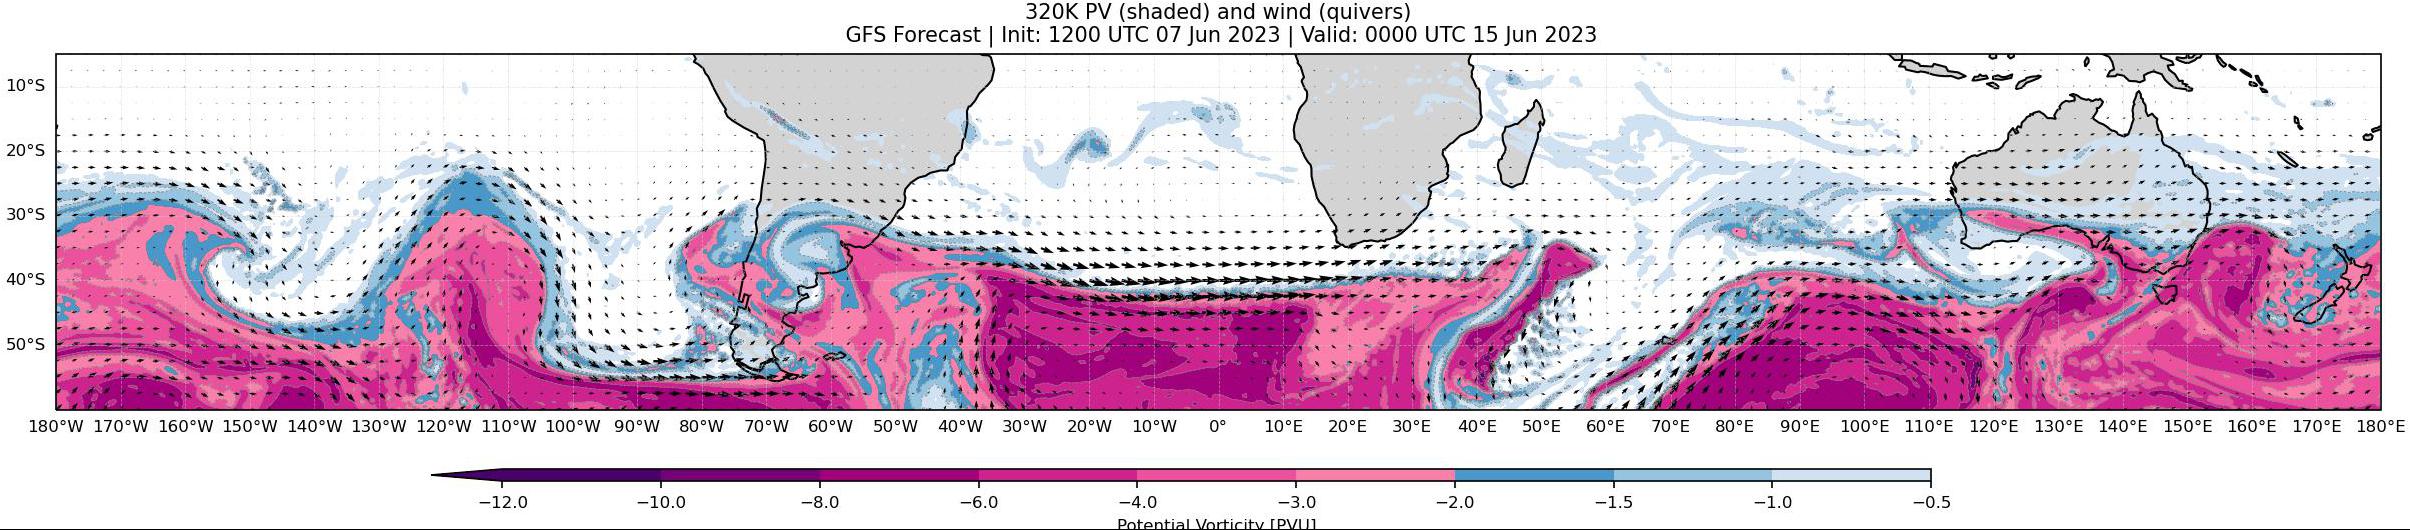 320K PV (shaded) and wind (quivers)
GFS Forecast | Init: 1200 UTC 07 Jun 2023 | Valid: 0000 UTC 15 Jun 2023
10°S
20°S
30°S
40°S
50°S
180°W 170°W 160°W 150°W 140°W 130°W 120°W 110°W 100°W 90°W 80°W 70°W 60°W 50°W 40°W 30°W 20°W 10°W 0° 10°E 20°E 30°E 40°E 50°E 60°E 70°E 80°E 90°E 100°E 110°E 120°E 130°E 140°E 150°E 160°E 170°E 180°E
−12.0 −10.0 −8.0 −6.0 −4.0 −3.0 −2.0 −1.5 −1.0 −0.5
Potential Vorticity [PVU]